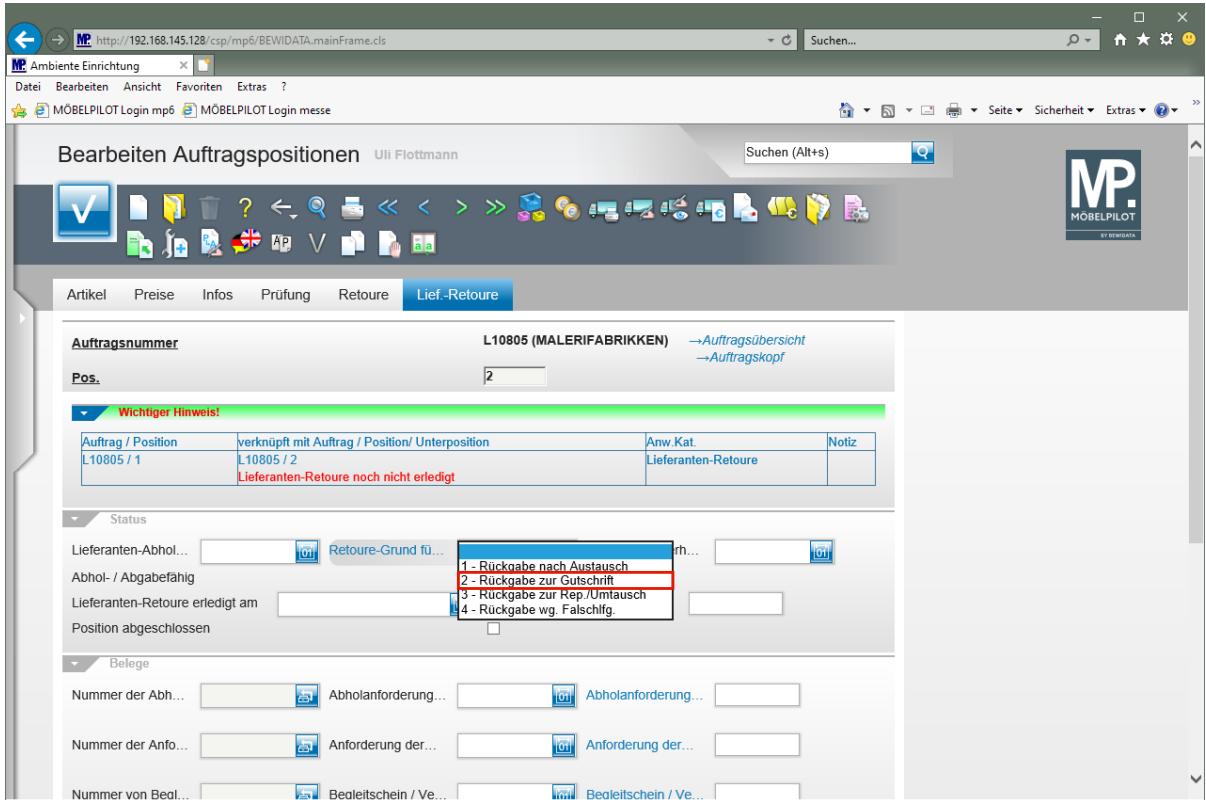 http://192.168.145.128/csp/mp6/BEWIDATA.mainFrame.cls
Suchen...
MP. Ambiente Einrichtung
Datei Bearbeiten Ansicht Favoriten Extras ?
MÖBELPILOT Login mp6 MÖBELPILOT Login messe
Seite Sicherheit Extras
Bearbeiten Auftragspositionen Uli Flottmann
Suchen (Alt+s)
MP.
MÖBELPILOT
BY BEWIDATA
Artikel Preise Infos Prüfung Retoure Lief.-Retoure
Auftragsnummer L10805 (MALERIFABRIKKEN) →Auftragsübersicht
→Auftragskopf
Pos. 2
Wichtiger Hinweis!
Auftrag / Position verknüpft mit Auftrag / Position/ Unterposition Anw.Kat. Notiz
L10805 / 1 L10805 / 2 Lieferanten-Retoure
Lieferanten-Retoure noch nicht erledigt
Status
Lieferanten-Abhol... Retoure-Grund fü... rh...
1 - Rückgabe nach Austausch
Abhol- / Abgabefähig 2 - Rückgabe zur Gutschrift
3 - Rückgabe zur Rep./Umtausch
Lieferanten-Retoure erledigt am 4 - Rückgabe wg. Falschlfg.
Position abgeschlossen
Belege
Nummer der Abh... Abholanforderung... Abholanforderung...
Nummer der Anfo... Anforderung der... Anforderung der...
Nummer von Begl... Begleitschein / Ve... Begleitschein / Ve...